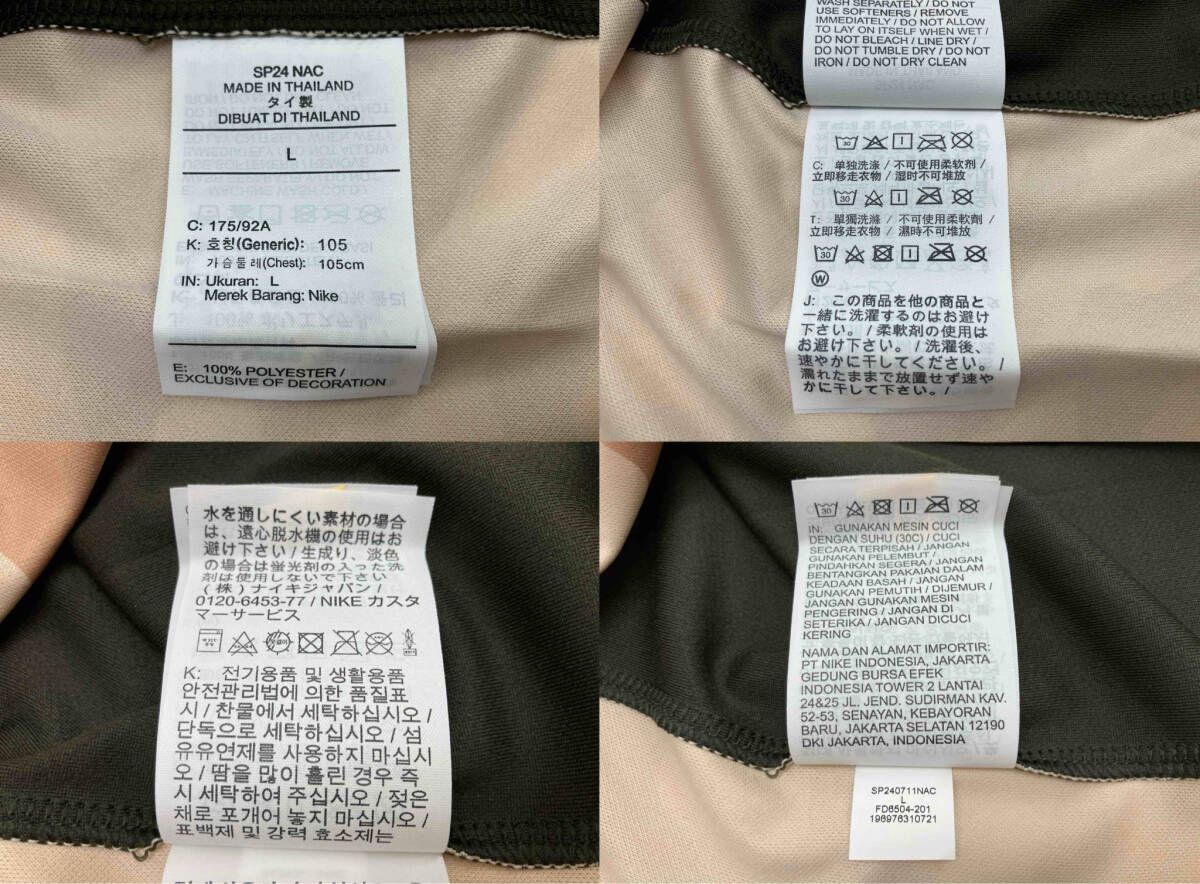 SP24 NAC
MADE IN THAILAND
タイ製
DIBUAT DI THAILAND
L
C: 175/92A
K: 호칭(Generic): 105
가슴둘레(Chest): 105cm
IN: Ukuran: L
Merek Barang: Nike
E: 100% POLYESTER /
EXCLUSIVE OF DECORATION
WASH SEPARATELY / DO NOT
USE SOFTENERS / REMOVE
IMMEDIATELY / DO NOT ALLOW
TO LAY ON ITSELF WHEN WET /
DO NOT BLEACH / LINE DRY /
DO NOT TUMBLE DRY / DO NOT
IRON / DO NOT DRY CLEAN
30
C: 单独洗涤 / 不可使用柔软剂 /
立即移走衣物 / 湿时不可堆放
30
T: 單獨洗滌 / 不可使用柔軟劑 /
立即移走衣物 / 濕時不可堆放
30
W
J: この商品を他の商品と
一緒に洗濯するのはお避け
下さい。/ 柔軟剤の使用は
お避け下さい。/ 洗濯後、
速やかに干してください。/
濡れたままで放置せず速や
かに干して下さい。/
水を通しにくい素材の場合
は、遠心脱水機の使用はお
避け下さい / 生成り、淡色
の場合は蛍光剤の入った洗
剤は使用しないで下さい
(株) ナイキジャパン /
0120-6453-77 / NIKE カスタ
マーサービス
K: 전기용품 및 생활용품
안전관리법에 의한 품질표
시 / 찬물에서 세탁하십시오 /
단독으로 세탁하십시오 / 섬
유유연제를 사용하지 마십시
오 / 땀을 많이 흘린 경우 즉
시 세탁하여 주십시오 / 젖은
채로 포개어 놓지 마십시오 /
표백제 및 강력 효소제는
30
IN: GUNAKAN MESIN CUCI
DENGAN SUHU (30C) / CUCI
SECARA TERPISAH / JANGAN
GUNAKAN PELEMBUT /
PINDAHKAN SEGERA / JANGAN
BENTANGKAN PAKAIAN DALAM
KEADAAN BASAH / JANGAN
GUNAKAN PEMUTIH / DIJEMUR /
JANGAN GUNAKAN MESIN
PENGERING / JANGAN DI
SETERIKA / JANGAN DICUCI
KERING
NAMA DAN ALAMAT IMPORTIR:
PT NIKE INDONESIA, JAKARTA
GEDUNG BURSA EFEK
INDONESIA TOWER 2 LANTAI
24&25 JL. JEND. SUDIRMAN KAV.
52-53, SENAYAN, KEBAYORAN
BARU, JAKARTA SELATAN 12190
DKI JAKARTA, INDONESIA
SP240711NAC
L
FD6504-201
196976310721